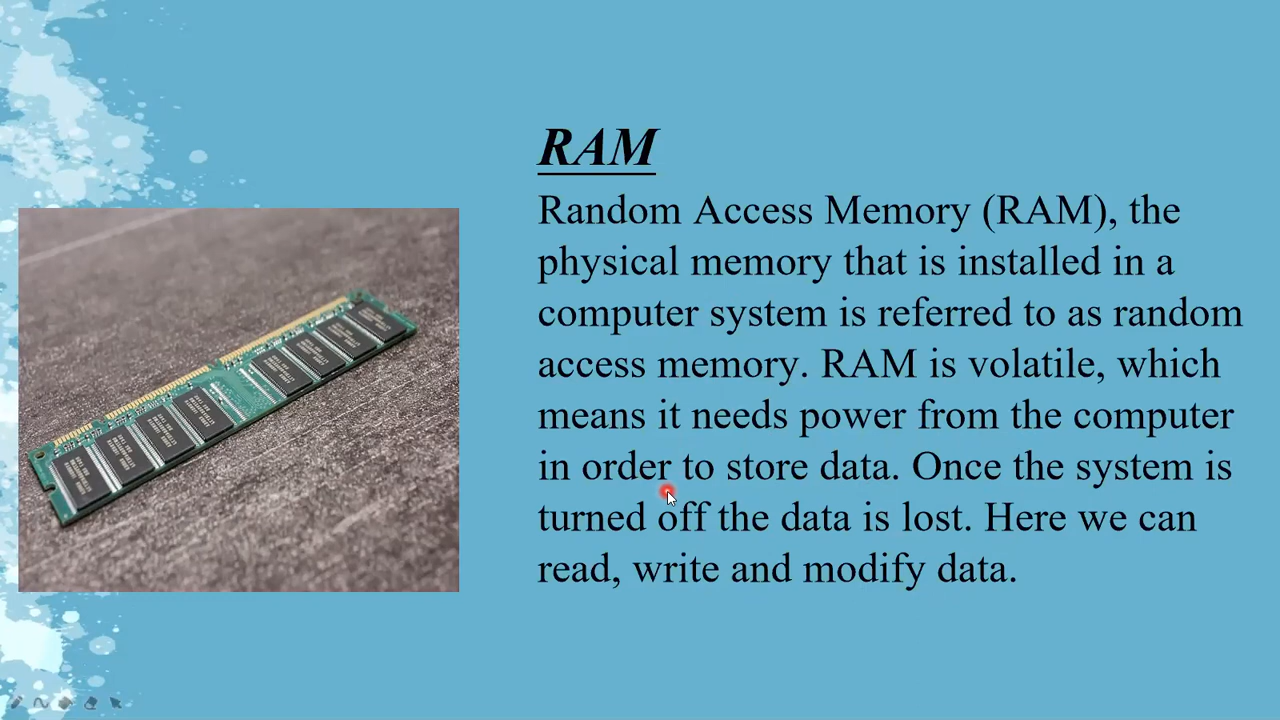 RAM
Random Access Memory (RAM), the
physical memory that is installed in a
computer system is referred to as random
access memory. RAM is volatile, which
means it needs power from the computer
in order to store data. Once the system is
turned off the data is lost. Here we can
read, write and modify data.